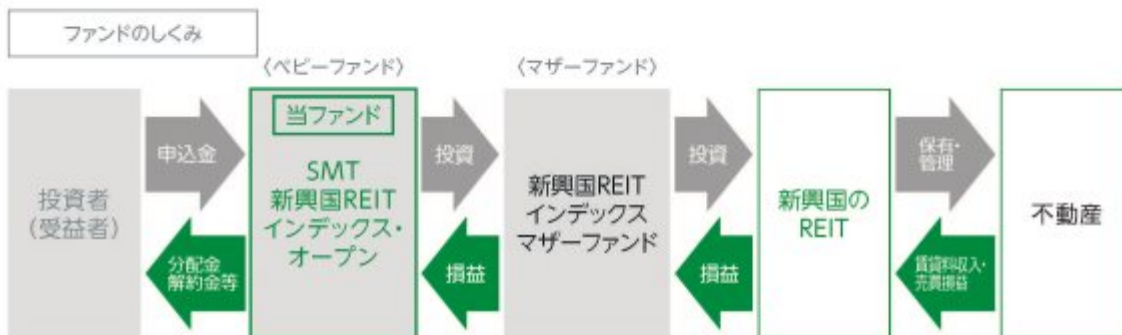 ファンドのしくみ
〈ベビーファンド〉
〈マザーファンド〉
投資者
(受益者)
申込金
分配金
解約金等
当ファンド
SMT
新興国REIT
インデックス・
オープン
投資
損益
新興国REIT
インデックス
マザーファンド
投資
損益
新興国の
REIT
保有・
管理
賃貸料収入・
売買損益
不動産